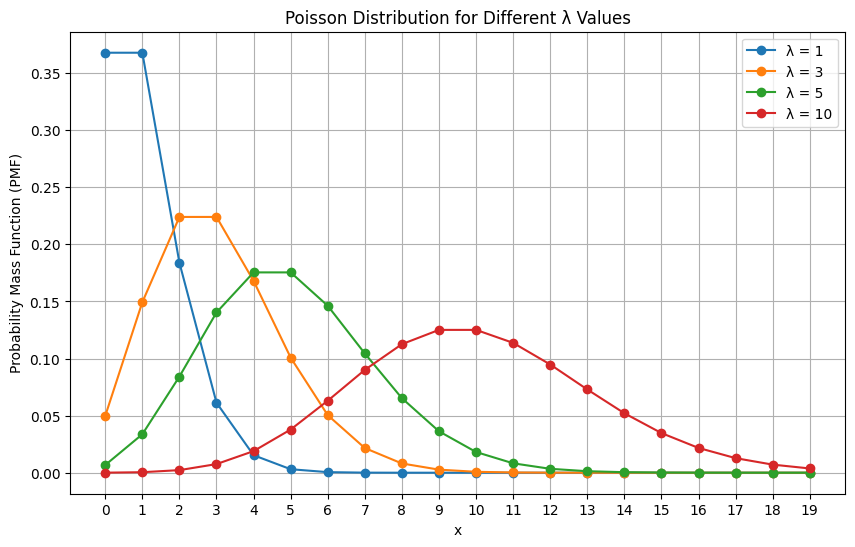 Poisson Distribution for Different λ Values
λ = 1
λ = 3
λ = 5
λ = 10
Probability Mass Function (PMF)
0.35
0.30
0.25
0.20
0.15
0.10
0.05
0.00
0 1 2 3 4 5 6 7 8 9 10 11 12 13 14 15 16 17 18 19
x